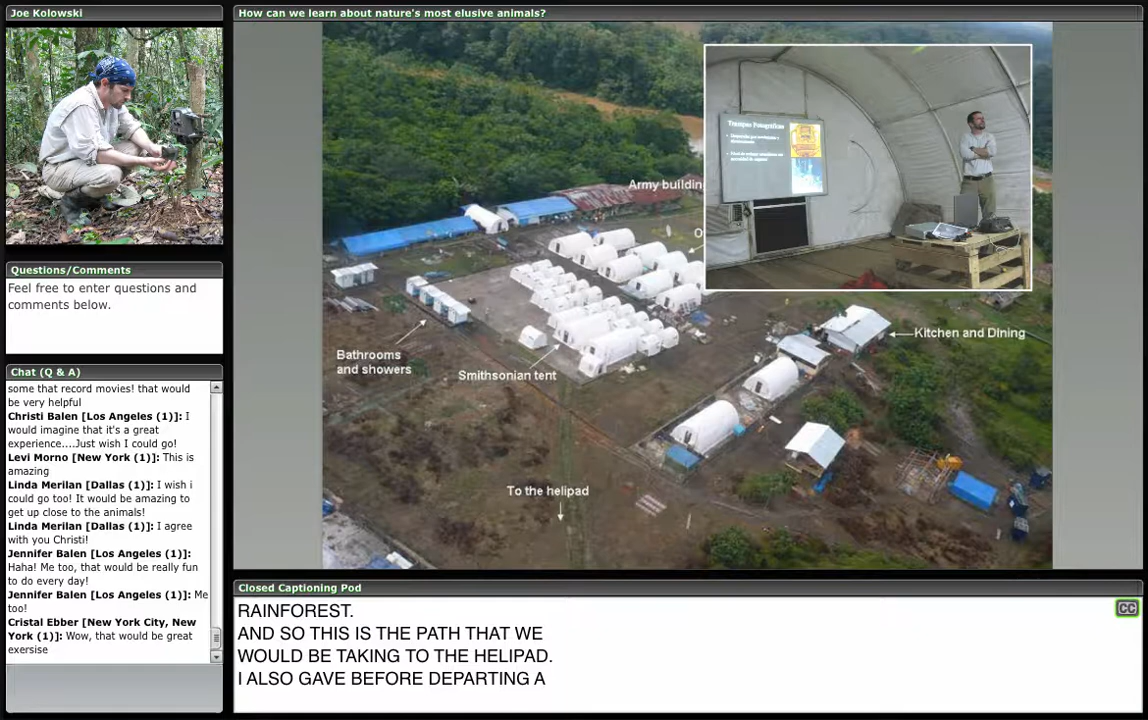 Joe Kolowski
Questions/Comments
Feel free to enter questions and
comments below.
Chat (Q & A)
some that record movies! that would
be very helpful
Christi Balen [Los Angeles (1)]: I
would imagine that it's a great
experience....Just wish I could go!
Levi Morno [New York (1)]: This is
amazing
Linda Merilan [Dallas (1)]: I wish i
could go too! It would be amazing to
get up close to the animals!
Linda Merilan [Dallas (1)]: I agree
with you Christi!
Jennifer Balen [Los Angeles (1)]:
Haha! Me too, that would be really fun
to do every day!
Jennifer Balen [Los Angeles (1)]: Me
too!
Cristal Ebber [New York City, New
York (1)]: Wow, that would be great
exersise
How can we learn about nature's most elusive animals?
Trampas Fotográficas
Army buildin
O
Kitchen and Dining
Bathrooms
and showers
Smithsonian tent
To the helipad
Closed Captioning Pod
CC
RAINFOREST.
AND SO THIS IS THE PATH THAT WE
WOULD BE TAKING TO THE HELIPAD.
I ALSO GAVE BEFORE DEPARTING A